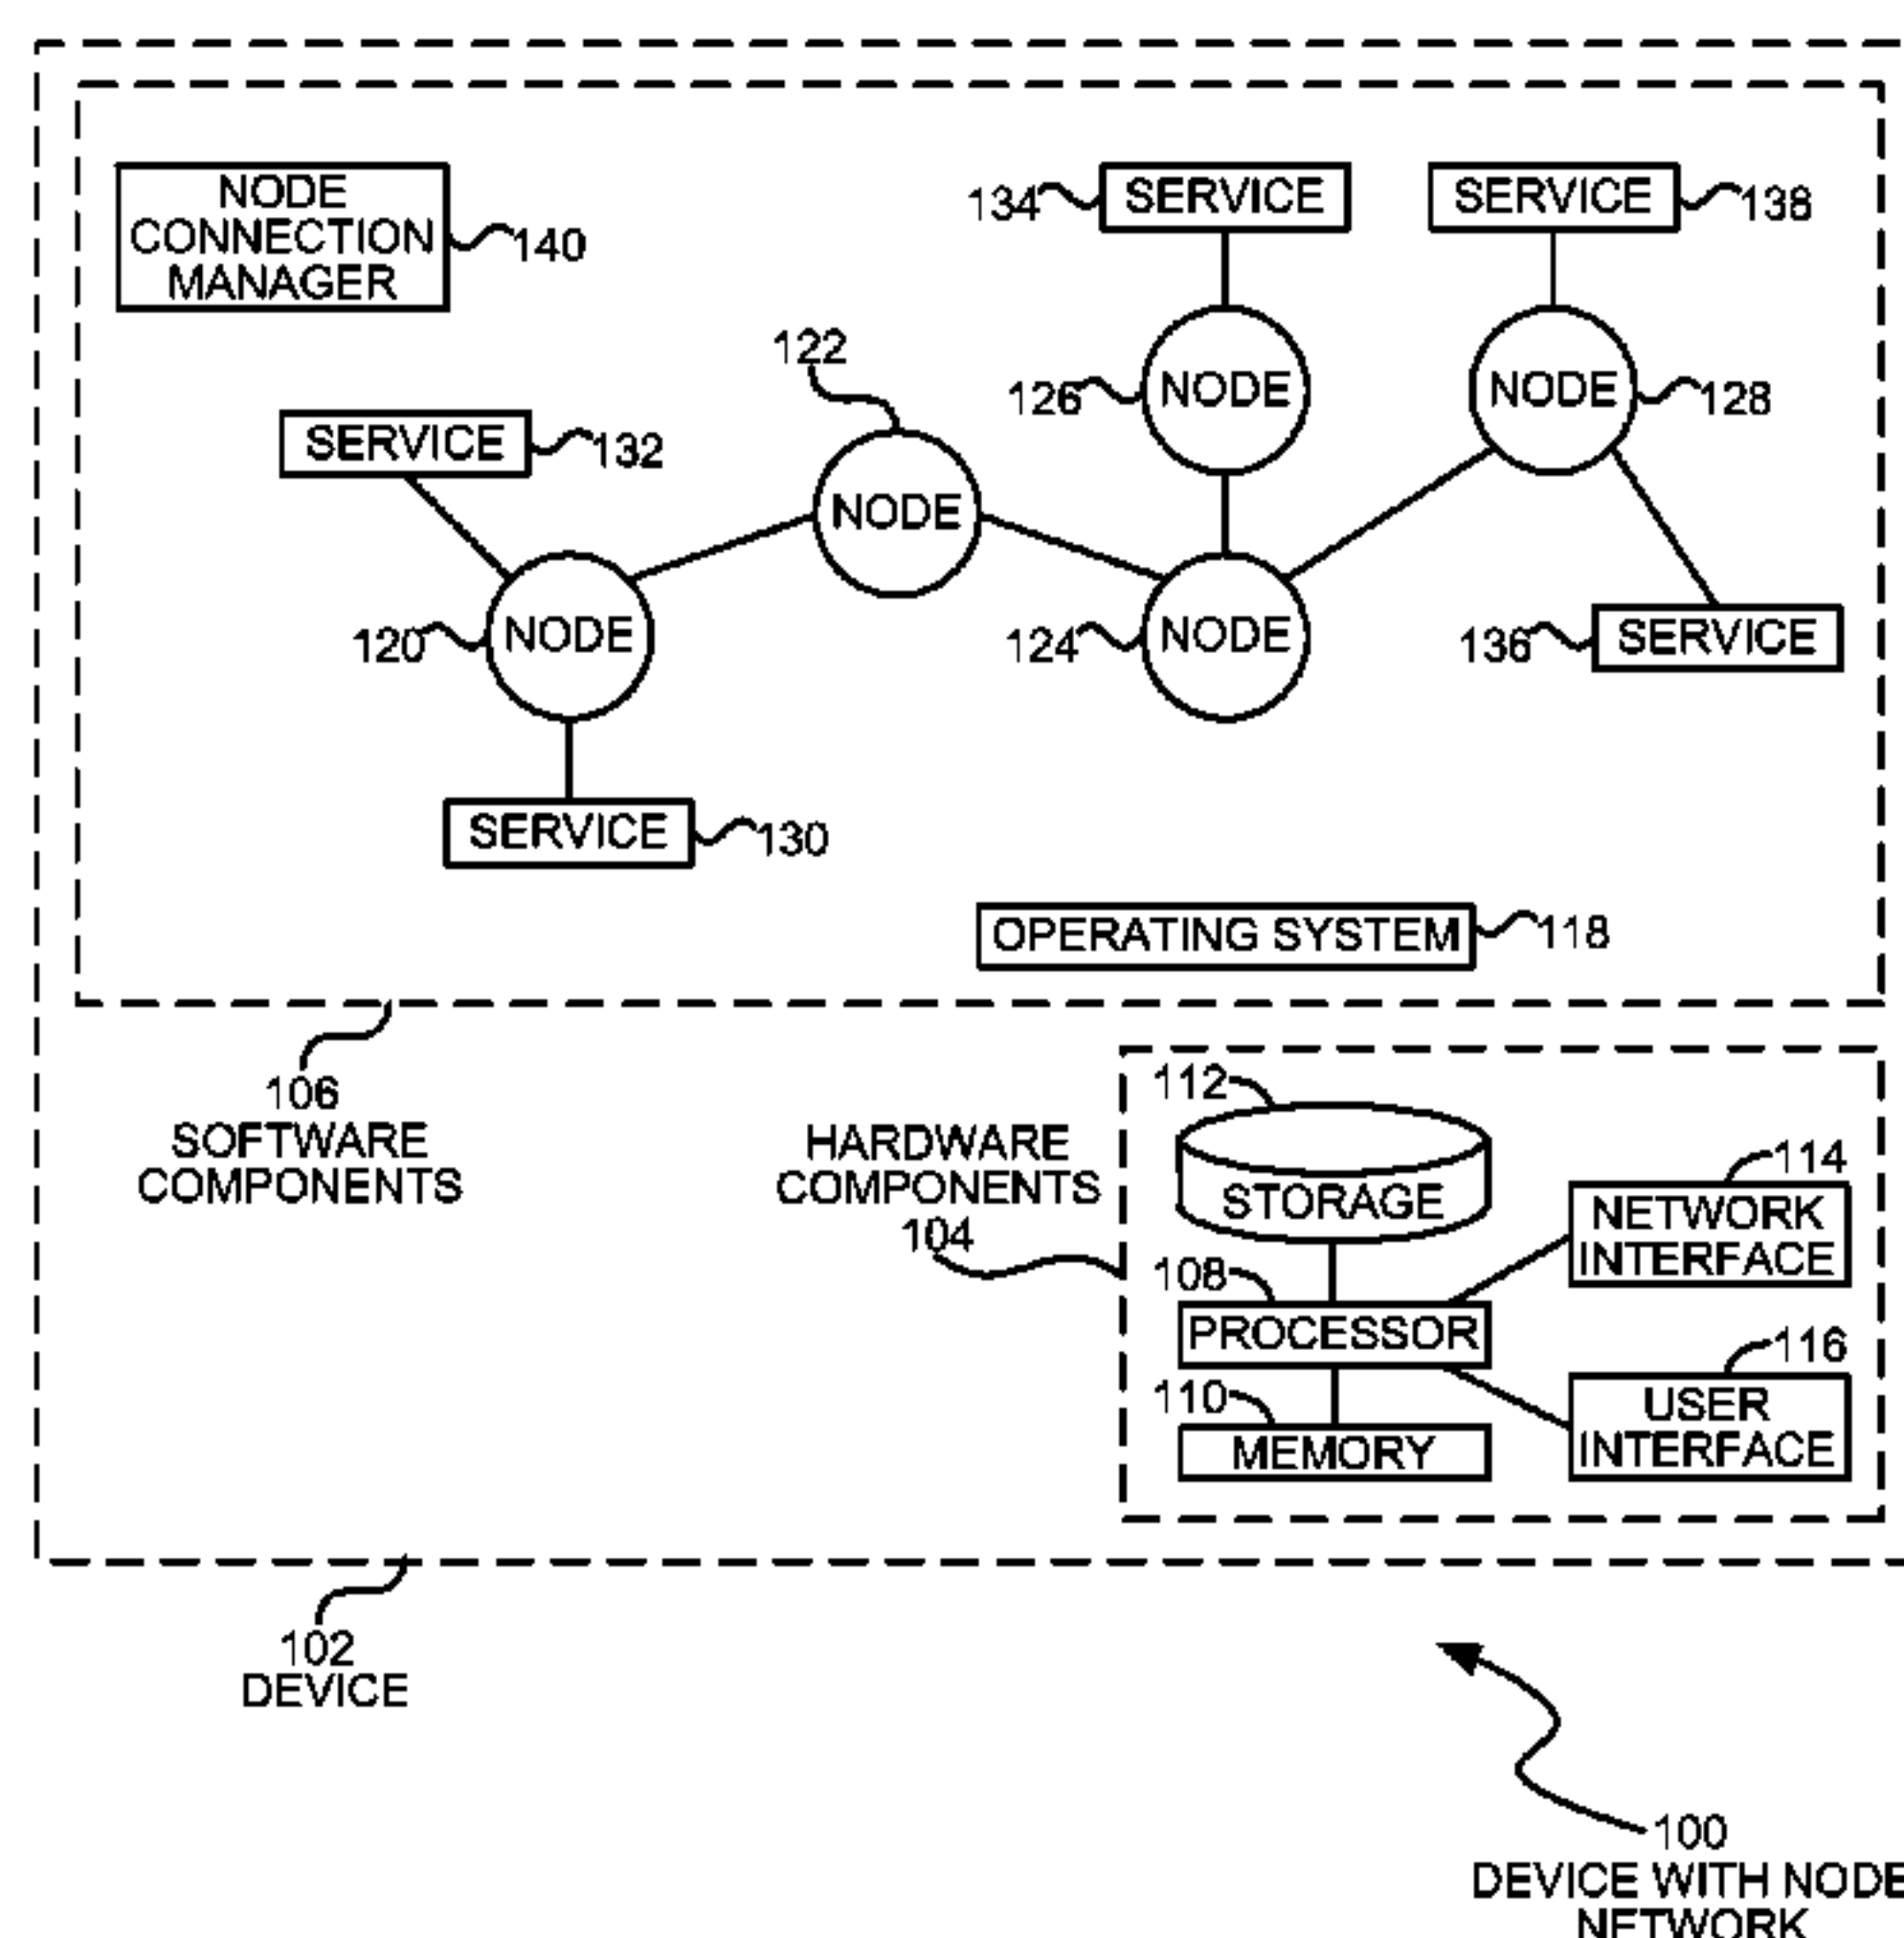 NODE
CONNECTION
MANAGER
140
134
SERVICE
SERVICE
138
122
126
NODE
NODE
128
SERVICE
132
NODE
120
NODE
124
NODE
136
SERVICE
SERVICE
130
OPERATING SYSTEM
118
106
SOFTWARE
COMPONENTS
HARDWARE
COMPONENTS
104
112
STORAGE
114
NETWORK
INTERFACE
108
PROCESSOR
116
USER
INTERFACE
110
MEMORY
102
DEVICE
100
DEVICE WITH NODE
NETWORK